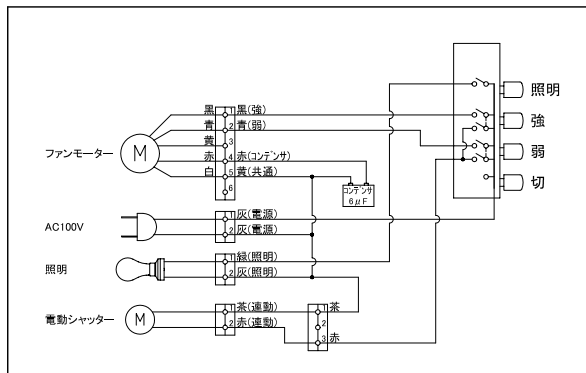 照明
黒 1 黒(強)
強
青 2 青(弱)
黄 3
弱
ファンモーター M
赤 4 赤(コンデンサ)
白 5 黄(共通)
コンデンサ
6μF
切
6
1 灰(電源)
AC100V
2 灰(電源)
1 緑(照明)
照明
2 灰(照明)
1 茶(連動) 1 茶
電動シャッター M
2 赤(連動) 2
3 赤